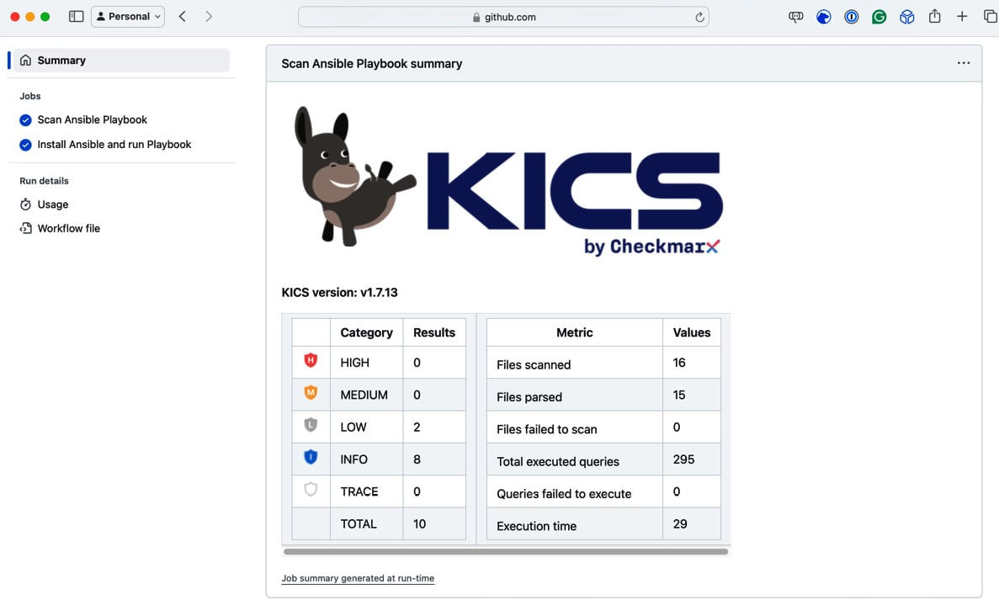 Personal
github.com
Summary
Jobs
Scan Ansible Playbook
Install Ansible and run Playbook
Run details
Usage
Workflow file
Scan Ansible Playbook summary
KICS
by Checkmarx
KICS version: v1.7.13
Category Results
H HIGH 0
M MEDIUM 0
L LOW 2
I INFO 8
TRACE 0
TOTAL 10
Metric Values
Files scanned 16
Files parsed 15
Files failed to scan 0
Total executed queries 295
Queries failed to execute 0
Execution time 29
Job summary generated at run-time